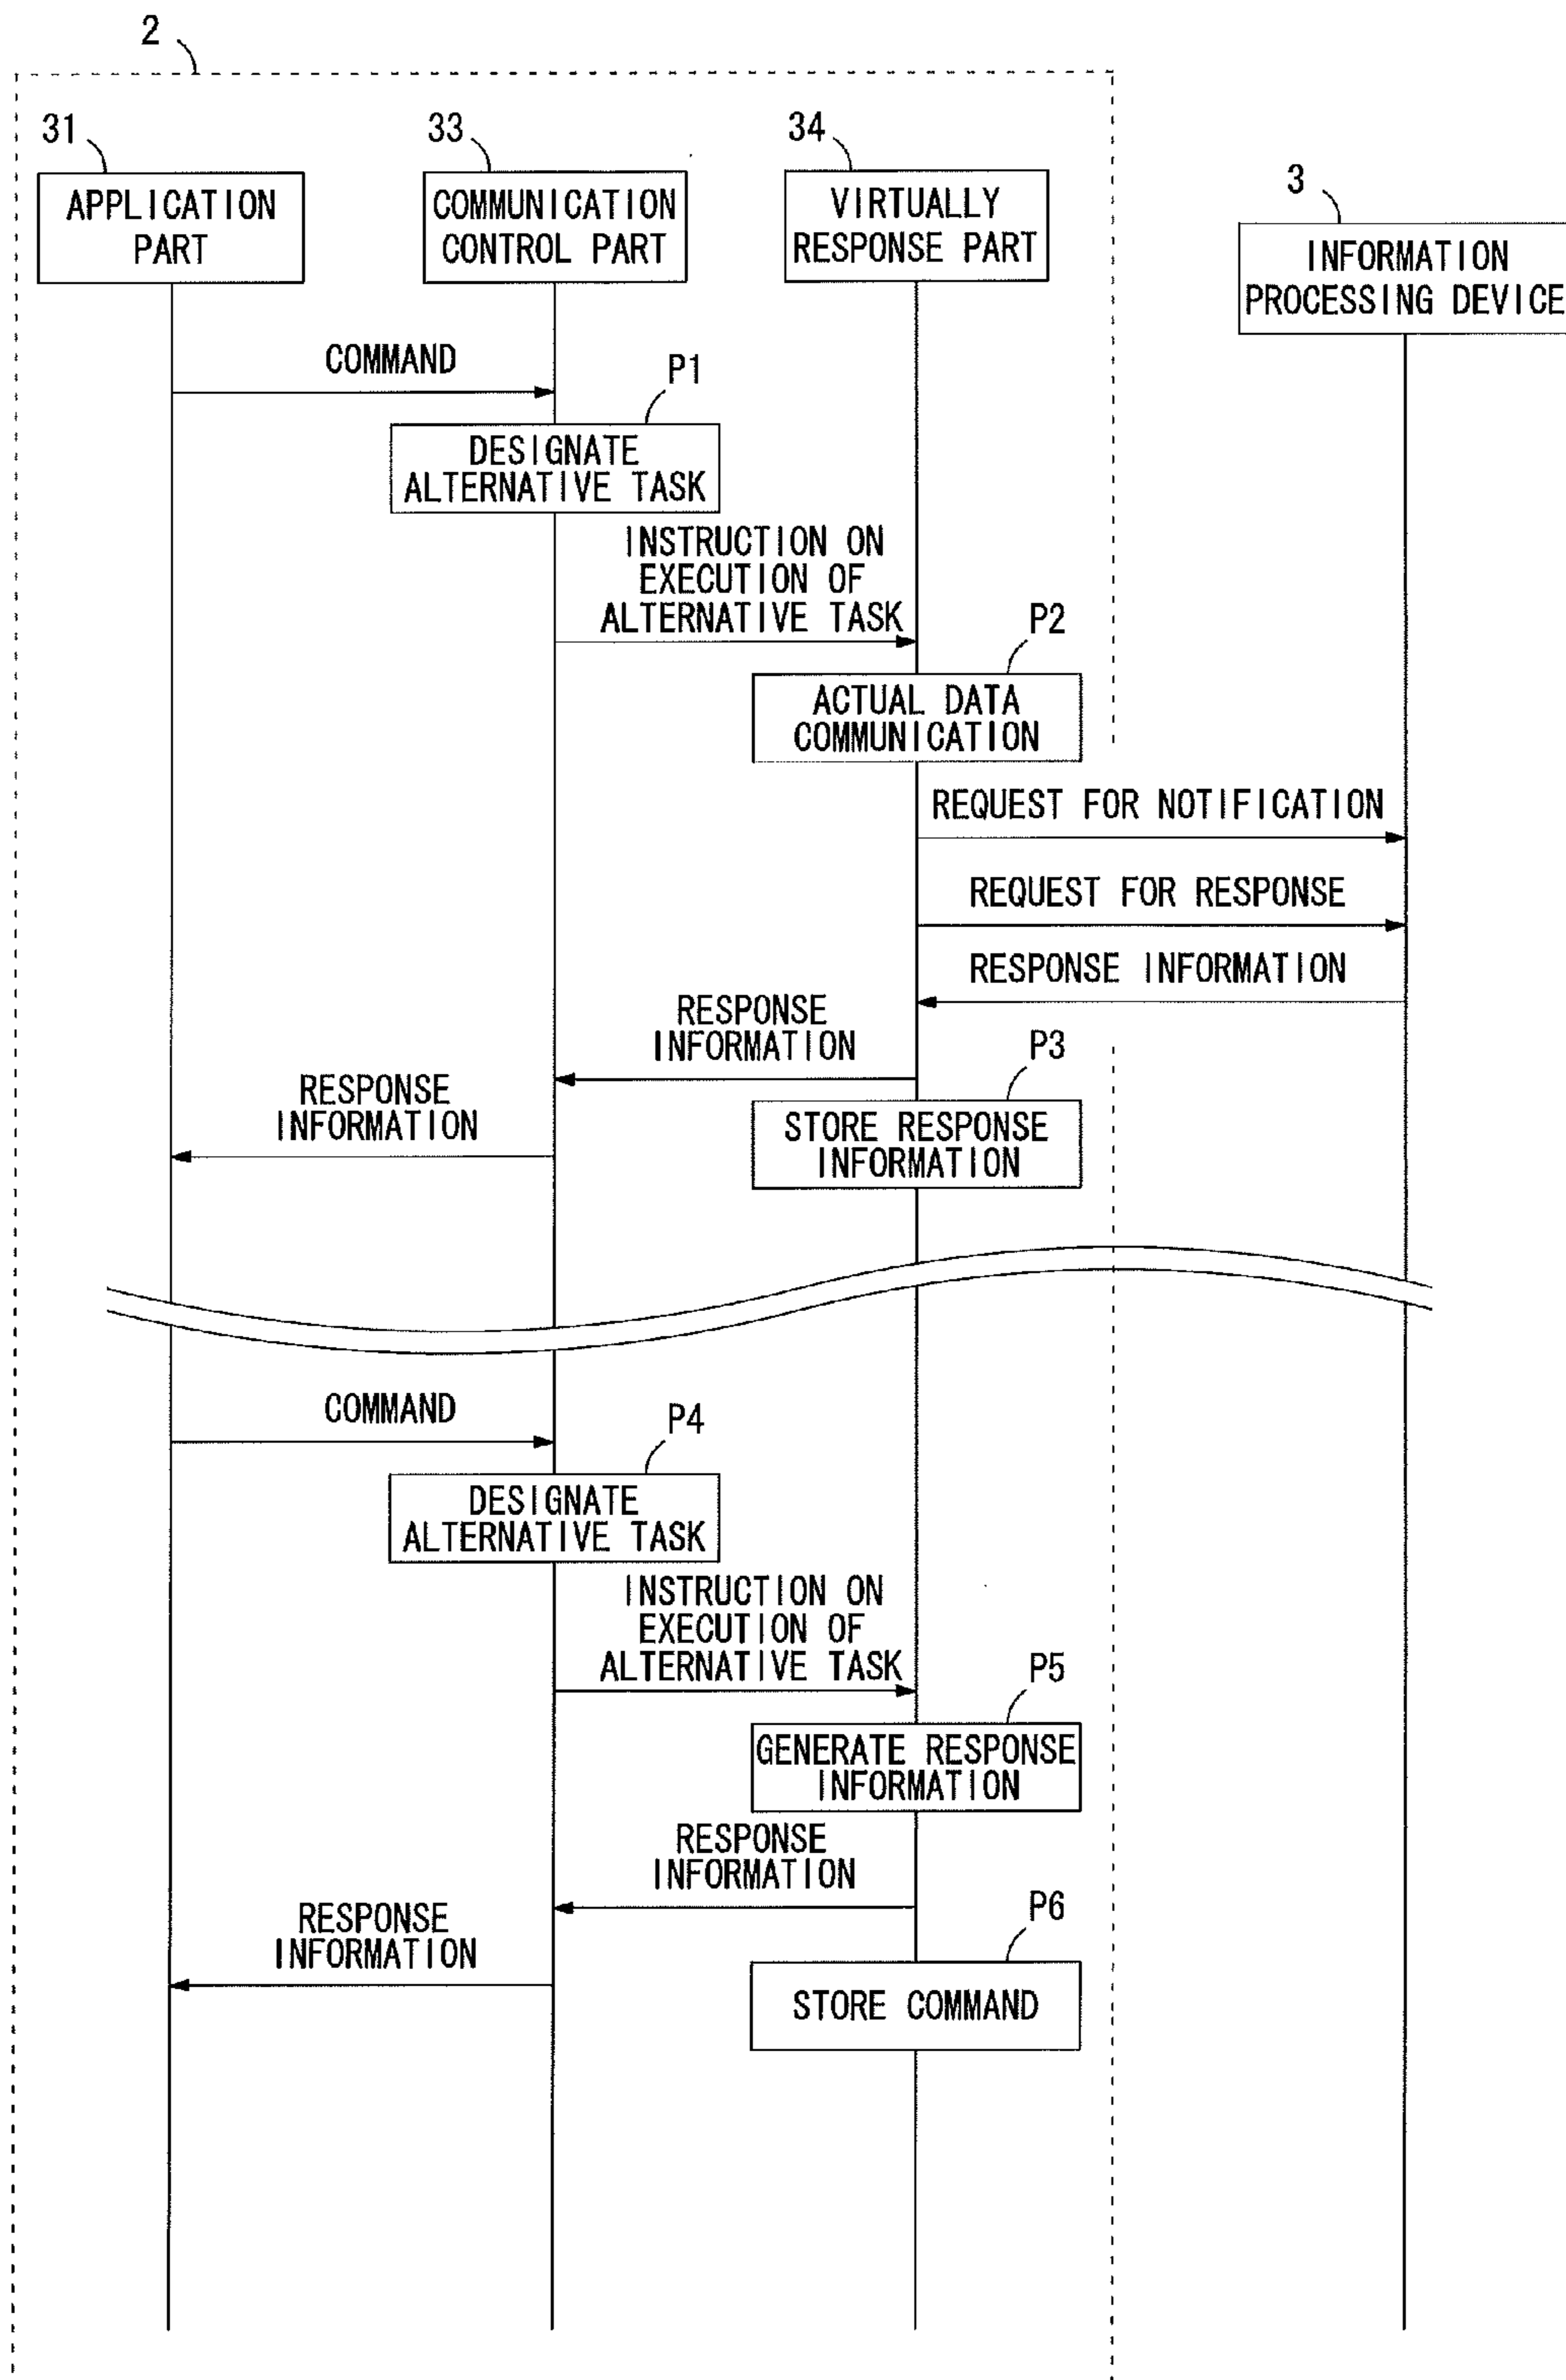 2
31
33
34
3
APPLICATION
PART
COMMUNICATION
CONTROL PART
VIRTUALLY
RESPONSE PART
INFORMATION
PROCESSING DEVICE
COMMAND
P1
DESIGNATE
ALTERNATIVE TASK
INSTRUCTION ON
EXECUTION OF
ALTERNATIVE TASK
P2
ACTUAL DATA
COMMUNICATION
REQUEST FOR NOTIFICATION
REQUEST FOR RESPONSE
RESPONSE INFORMATION
RESPONSE
INFORMATION
P3
RESPONSE
INFORMATION
STORE RESPONSE
INFORMATION
COMMAND
P4
DESIGNATE
ALTERNATIVE TASK
INSTRUCTION ON
EXECUTION OF
ALTERNATIVE TASK
P5
GENERATE RESPONSE
INFORMATION
RESPONSE
INFORMATION
P6
RESPONSE
INFORMATION
STORE COMMAND